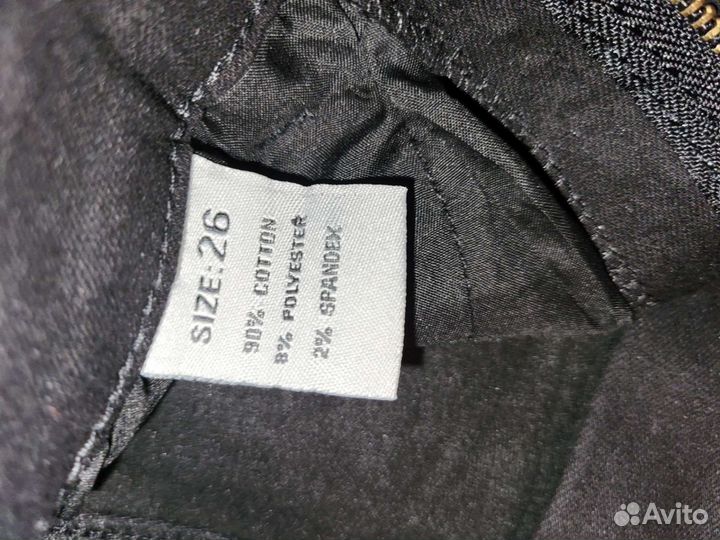 SIZE:26
90% COTTON
8% POLYESTER
2% SPANDEX
Avito